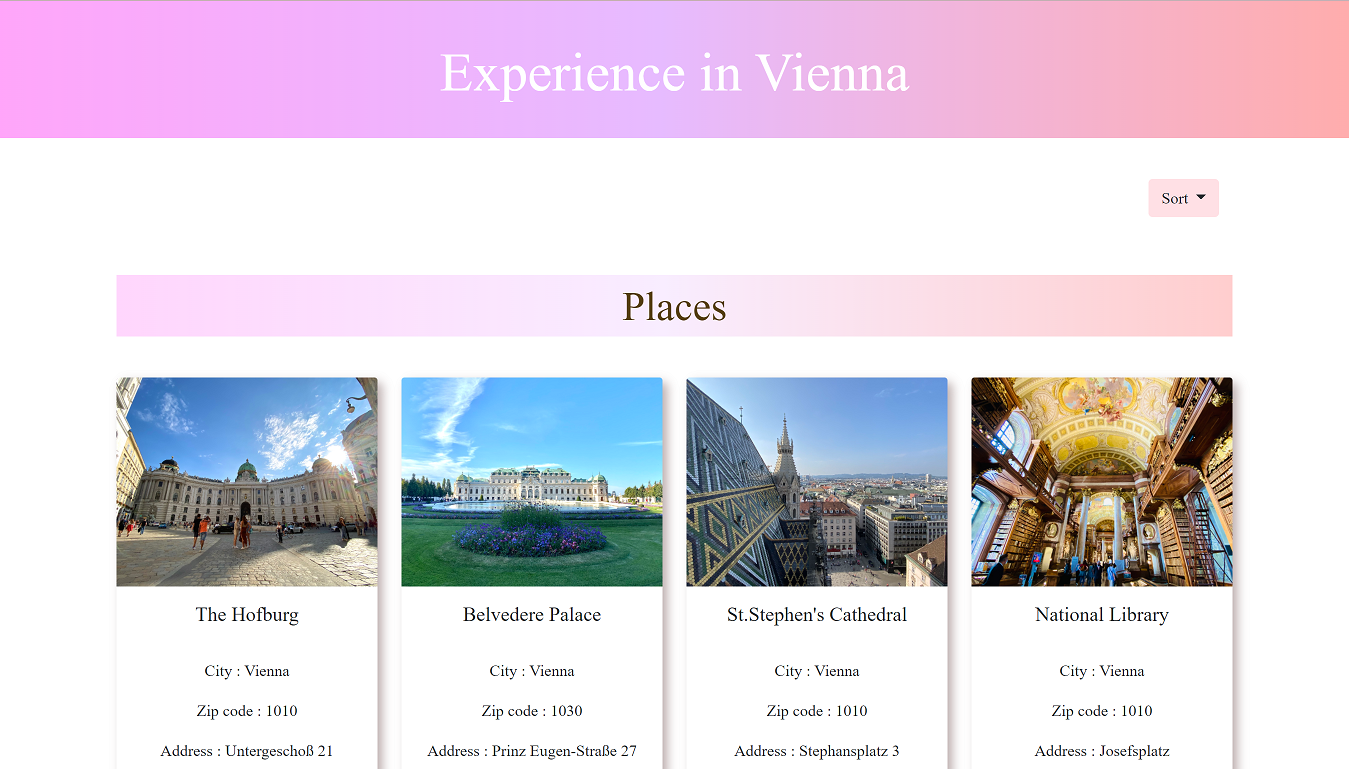 Experience in Vienna
Sort
Places
The Hofburg
City : Vienna
Zip code : 1010
Address : Untergeschoß 21
Belvedere Palace
City : Vienna
Zip code : 1030
Address : Prinz Eugen-Straße 27
St.Stephen's Cathedral
City : Vienna
Zip code : 1010
Address : Stephansplatz 3
National Library
City : Vienna
Zip code : 1010
Address : Josefsplatz